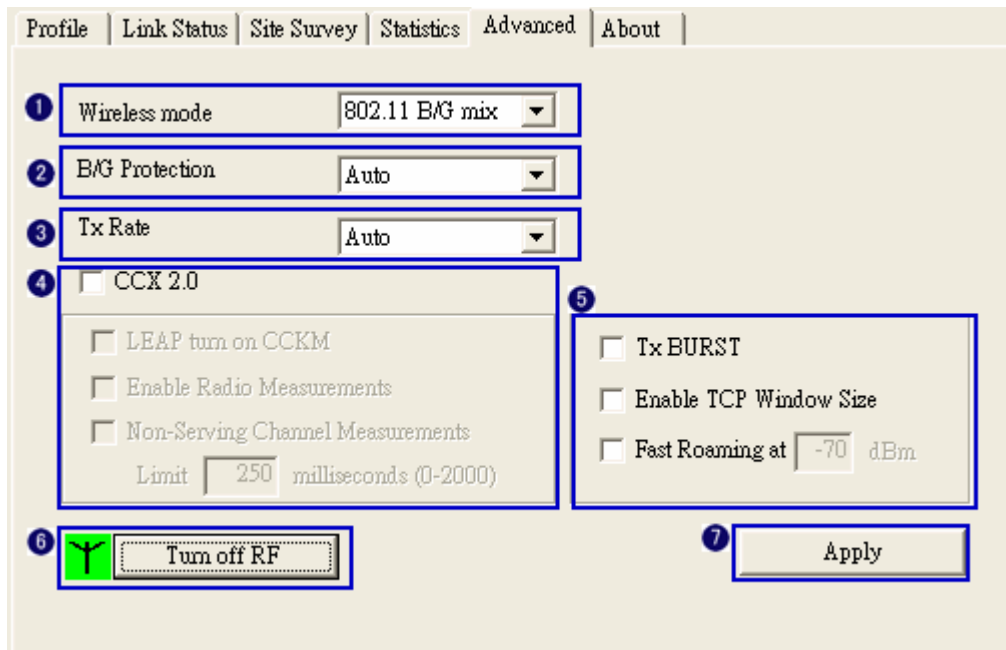 Profile Link Status Site Survey Statistics Advanced About
1 Wireless mode 802.11 B/G mix
2 B/G Protection Auto
3 Tx Rate Auto
4 CCX 2.0
LEAP turn on CCKM
Enable Radio Measurements
Non-Serving Channel Measurements
Limit 250 milliseconds (0-2000)
5
Tx BURST
Enable TCP Window Size
Fast Roaming at -70 dBm
6 Turn off RF
7 Apply